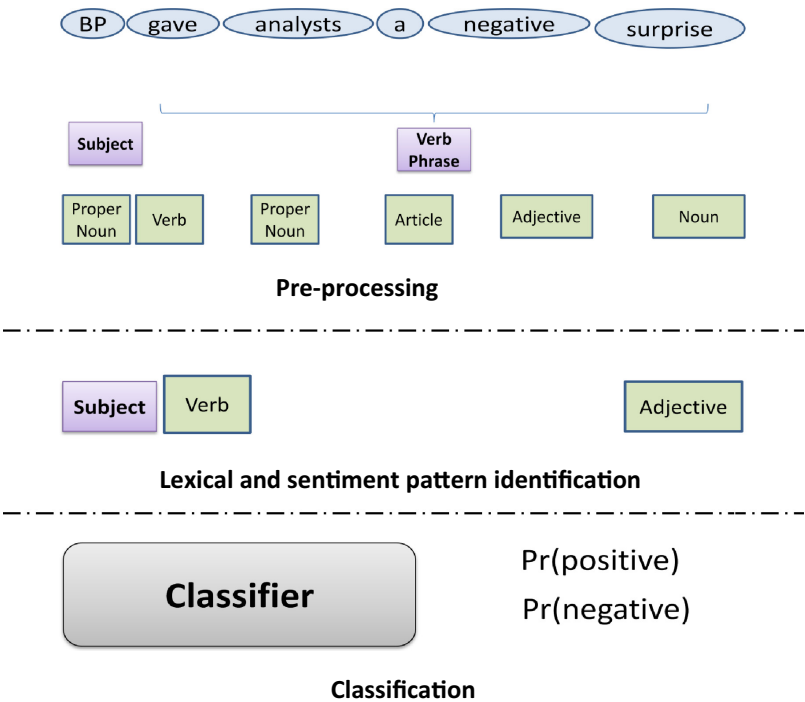 BP gave analysts a negative surprise
Subject
Verb
Phrase
Proper
Noun
Verb
Proper
Noun
Article
Adjective
Noun
Pre-processing
Subject
Verb
Adjective
Lexical and sentiment pattern identification
Classifier
Pr(positive)
Pr(negative)
Classification